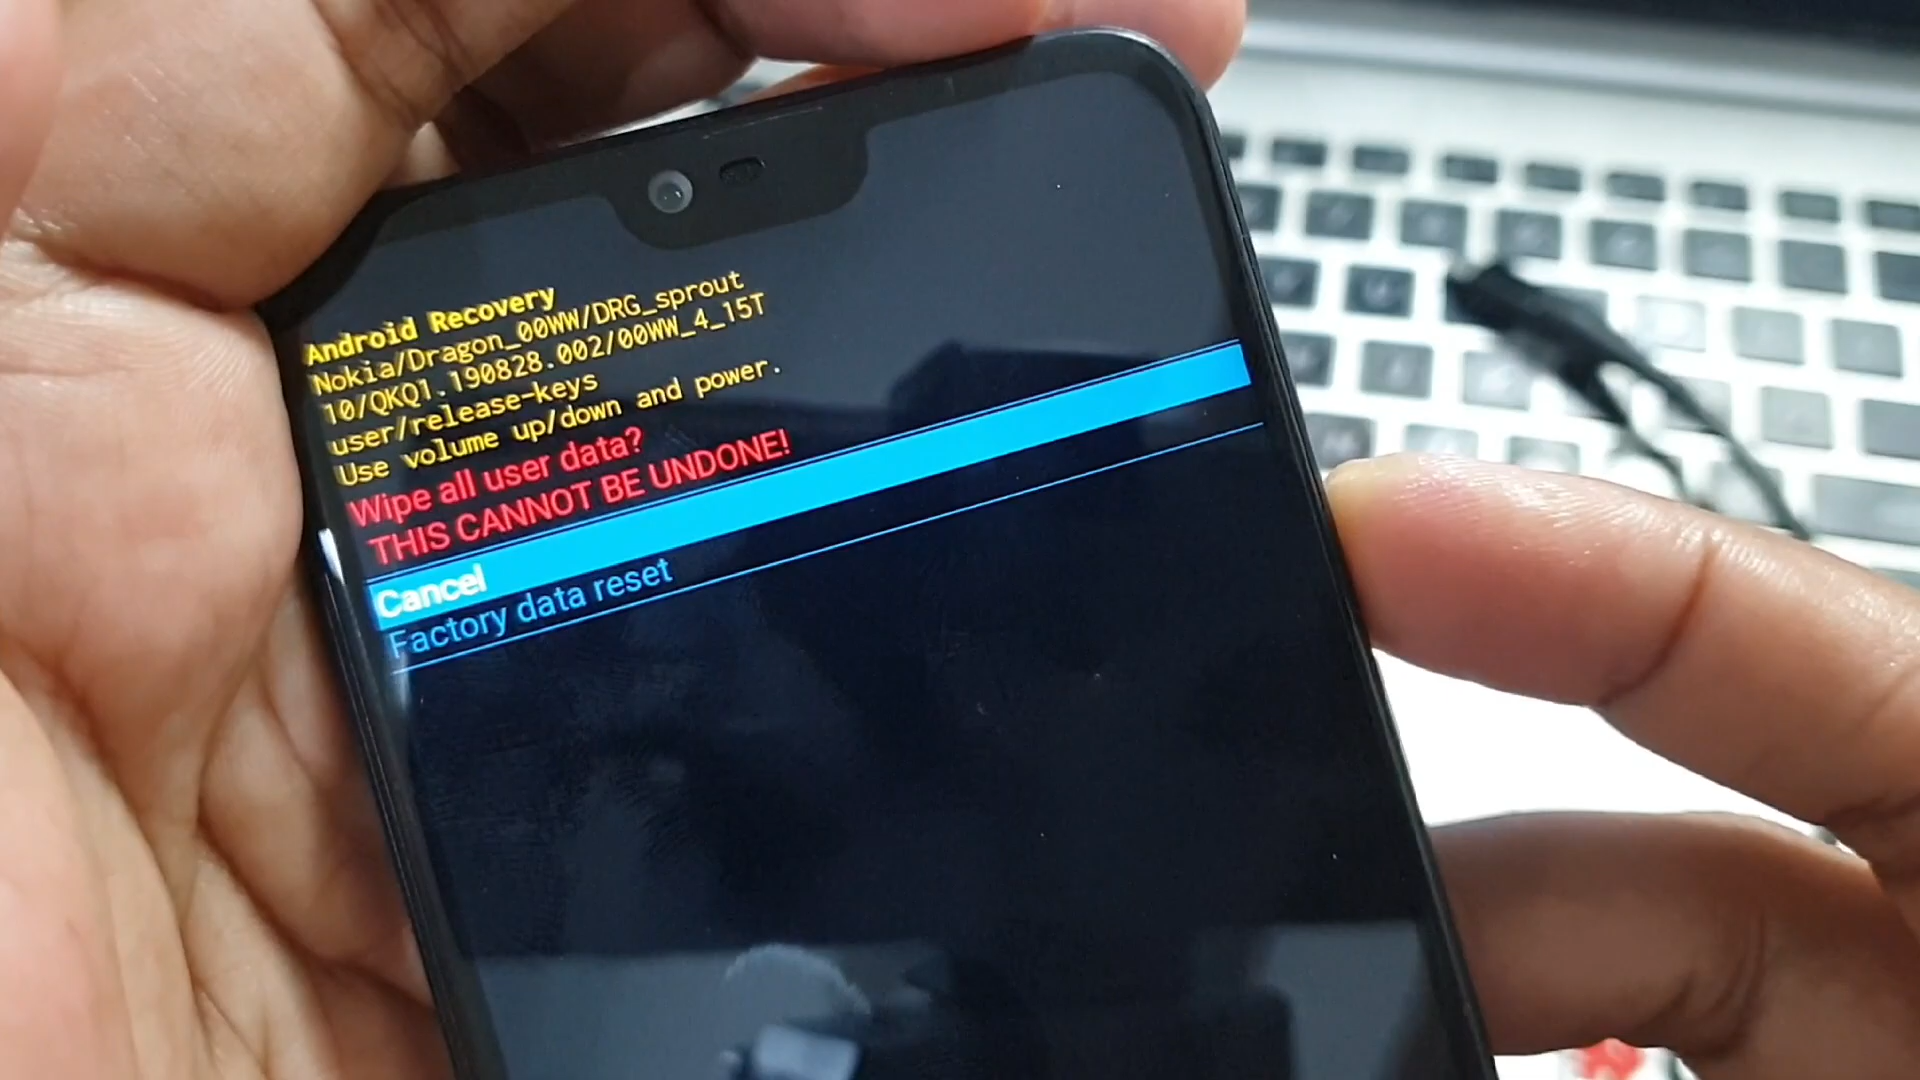 Android Recovery
Nokia/Dragon_00WW/DRG_sprout
10/QKQ1.190828.002/00WW_4_15T
user/release-keys
Use volume up/down and power.
Wipe all user data?
THIS CANNOT BE UNDONE!
Cancel
Factory data reset